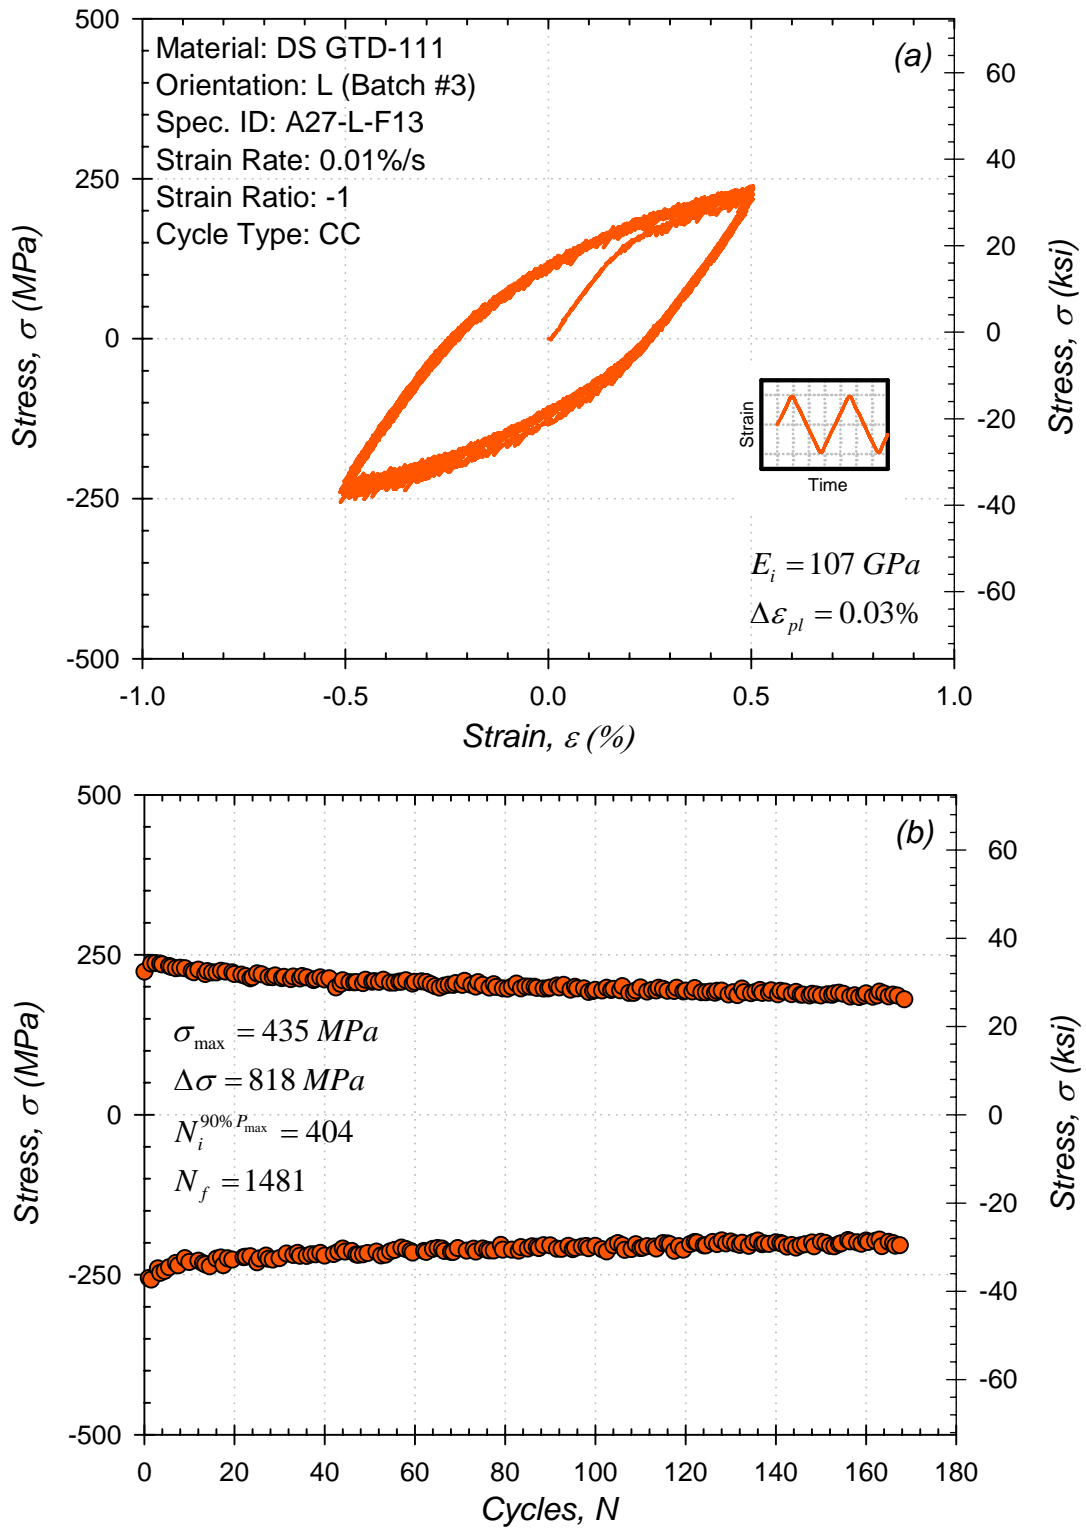 500
250
0
-250
-500
Stress, σ (MPa)
Material: DS GTD-111
Orientation: L (Batch #3)
Spec. ID: A27-L-F13
Strain Rate: 0.01%/s
Strain Ratio: -1
Cycle Type: CC
(a)
60
40
20
0
-20
-40
-60
Stress, σ (ksi)
Strain
Time
E_i = 107 GPa
Δε_pl = 0.03%
-1.0 -0.5 0.0 0.5 1.0
Strain, ε (%)
500
250
0
-250
-500
Stress, σ (MPa)
(b)
60
40
20
0
-20
-40
-60
Stress, σ (ksi)
σ_max = 435 MPa
Δσ = 818 MPa
N_i^90% P_max = 404
N_f = 1481
0 20 40 60 80 100 120 140 160 180
Cycles, N